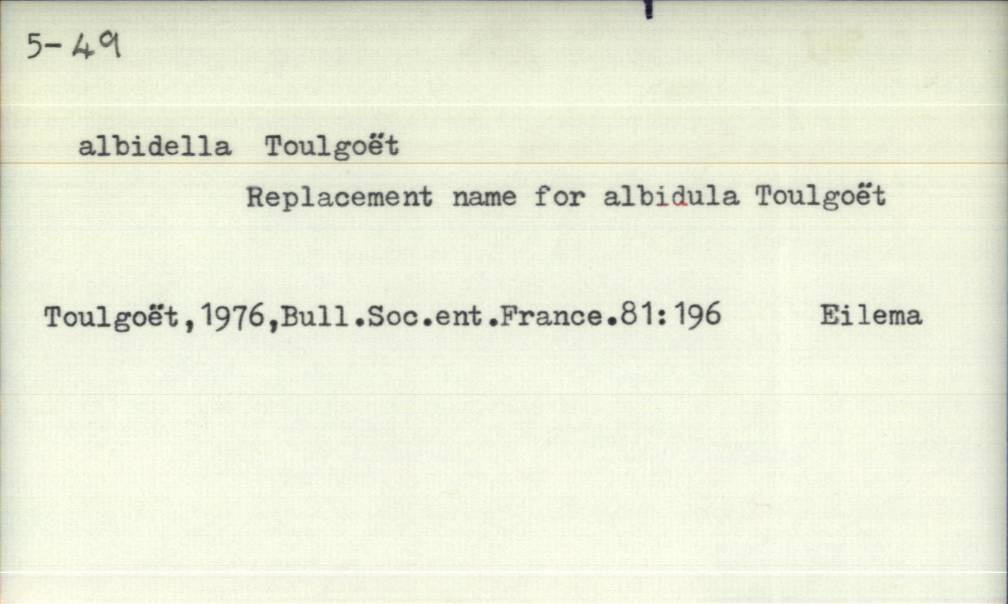 5-49
albidella Toulgoët
Replacement name for albidula Toulgoët
Toulgoët,1976,Bull.Soc.ent.France.81:196 Eilema